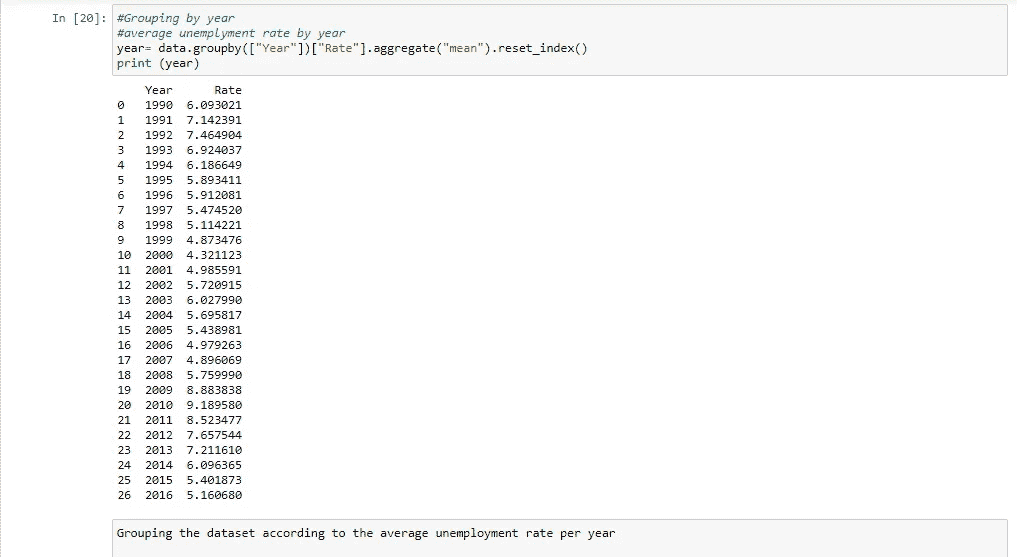 In [20]: #Grouping by year
#average unemplyment rate by year
year= data.groupby(["Year"])["Rate"].aggregate("mean").reset_index()
print (year)
Year Rate
0 1990 6.093021
1 1991 7.142391
2 1992 7.464904
3 1993 6.924037
4 1994 6.186649
5 1995 5.893411
6 1996 5.912081
7 1997 5.474520
8 1998 5.114221
9 1999 4.873476
10 2000 4.321123
11 2001 4.985591
12 2002 5.720915
13 2003 6.027990
14 2004 5.695817
15 2005 5.438981
16 2006 4.979263
17 2007 4.896069
18 2008 5.759990
19 2009 8.883838
20 2010 9.189580
21 2011 8.523477
22 2012 7.657544
23 2013 7.211610
24 2014 6.096365
25 2015 5.401873
26 2016 5.160680
Grouping the dataset according to the average unemployment rate per year